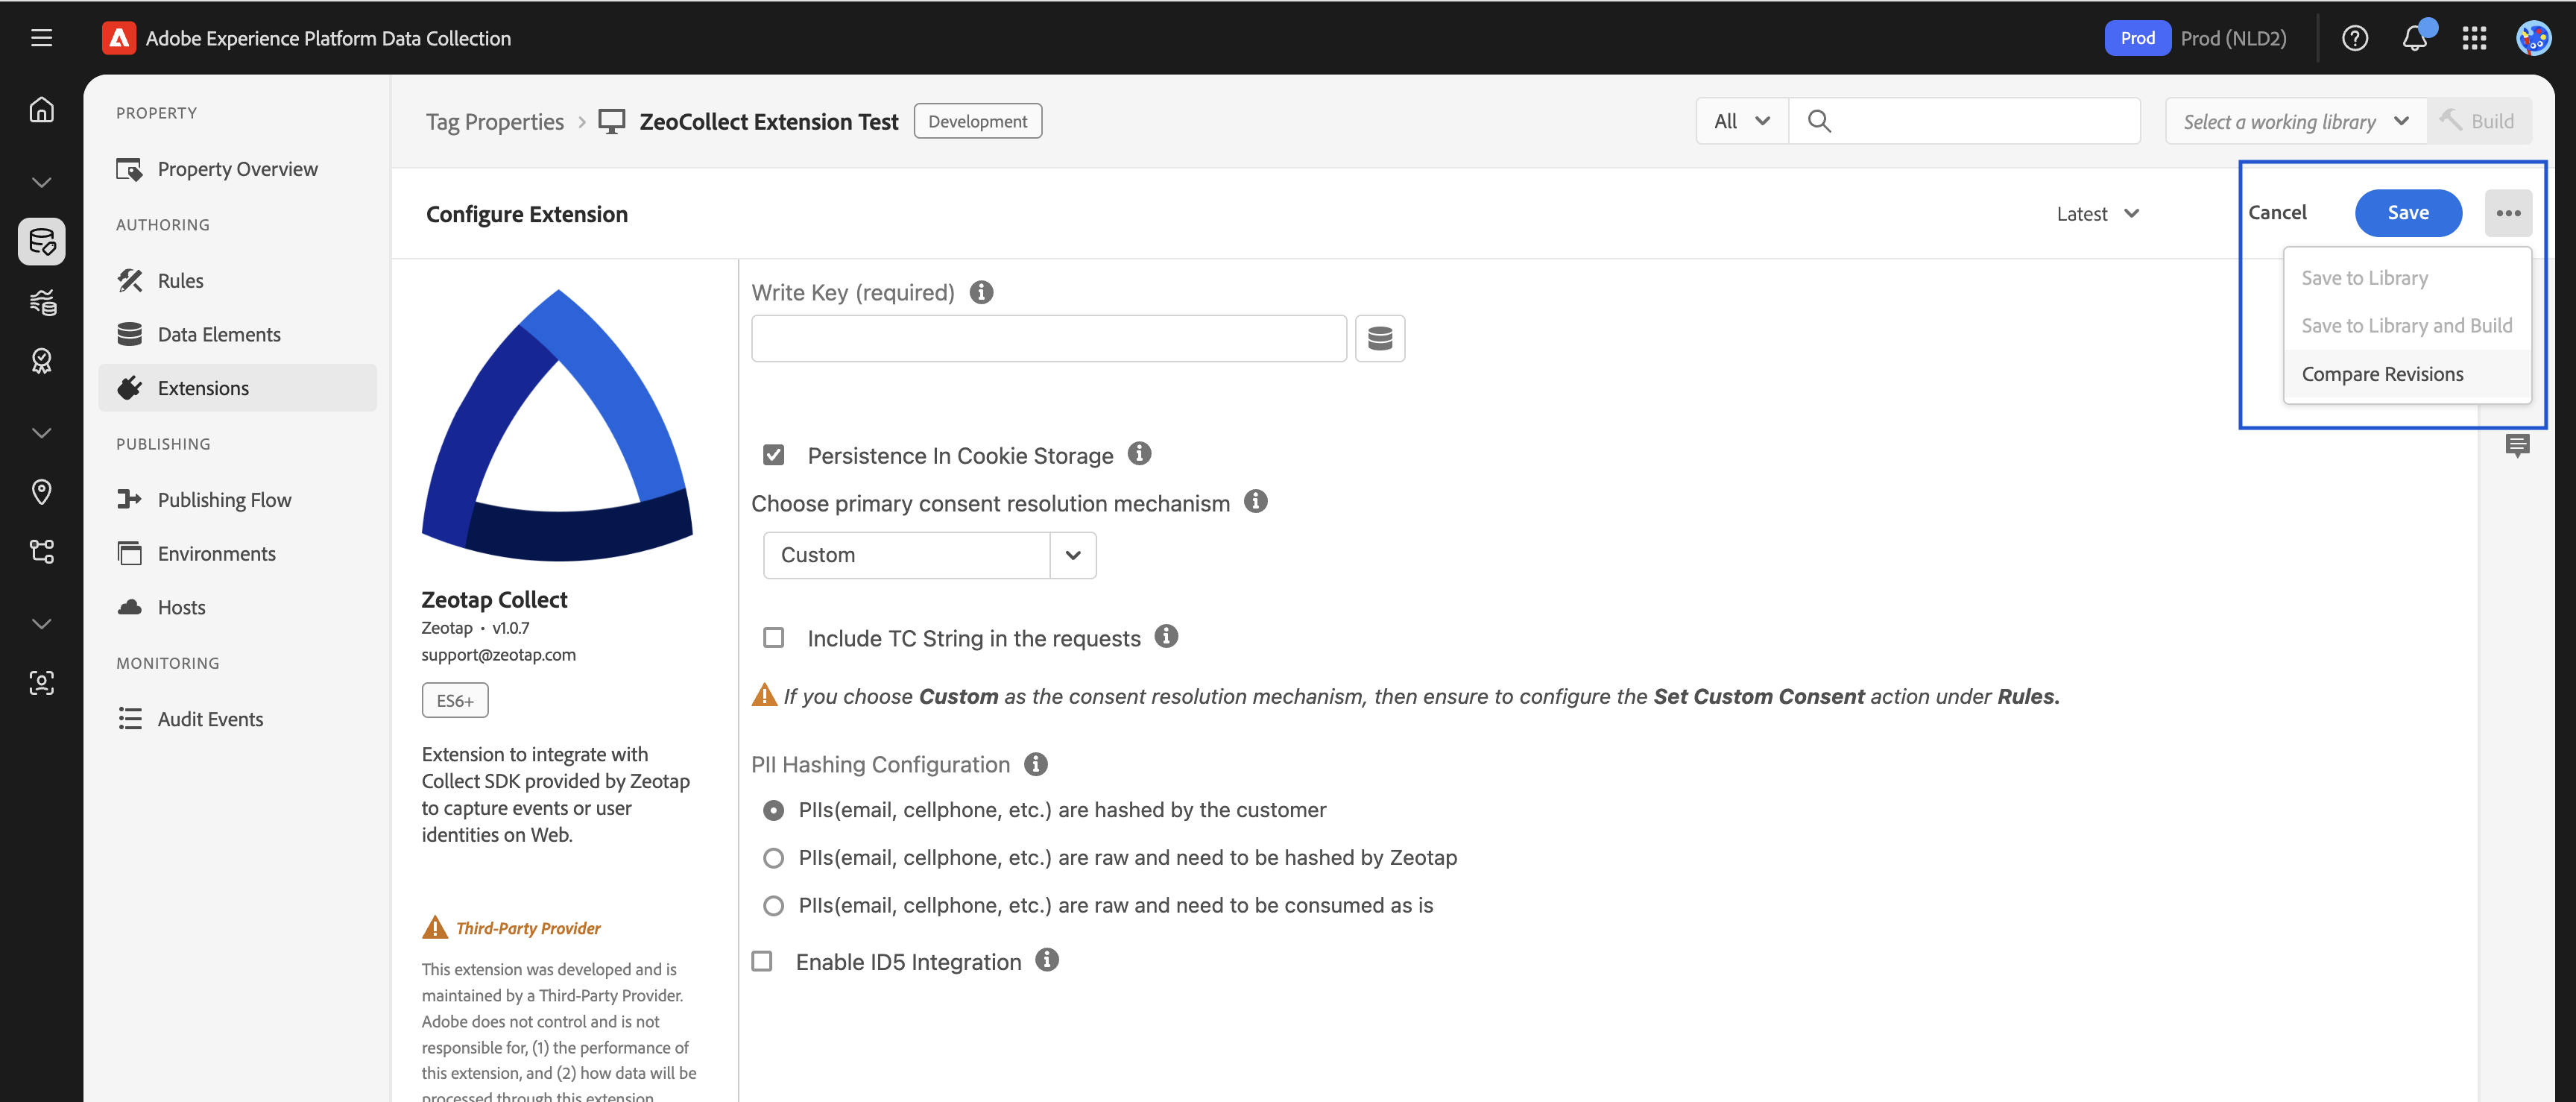 Adobe Experience Platform Data Collection
Prod
Prod (NLD2)
PROPERTY
Property Overview
AUTHORING
Rules
Data Elements
Extensions
PUBLISHING
Publishing Flow
Environments
Hosts
MONITORING
Audit Events
Tag Properties
ZeoCollect Extension Test
Development
All
Select a working library
Build
Configure Extension
Latest
Cancel
Save
Save to Library
Save to Library and Build
Compare Revisions
Zeotap Collect
Zeotap • v1.0.7
support@zeotap.com
ES6+
Extension to integrate with
Collect SDK provided by Zeotap
to capture events or user
identities on Web.
Third-Party Provider
This extension was developed and is
maintained by a Third-Party Provider.
Adobe does not control and is not
responsible for, (1) the performance of
this extension, and (2) how data will be
processed through this extension
Write Key (required)
Persistence In Cookie Storage
Choose primary consent resolution mechanism
Custom
Include TC String in the requests
If you choose Custom as the consent resolution mechanism, then ensure to configure the Set Custom Consent action under Rules.
PII Hashing Configuration
PIIs(email, cellphone, etc.) are hashed by the customer
PIIs(email, cellphone, etc.) are raw and need to be hashed by Zeotap
PIIs(email, cellphone, etc.) are raw and need to be consumed as is
Enable ID5 Integration